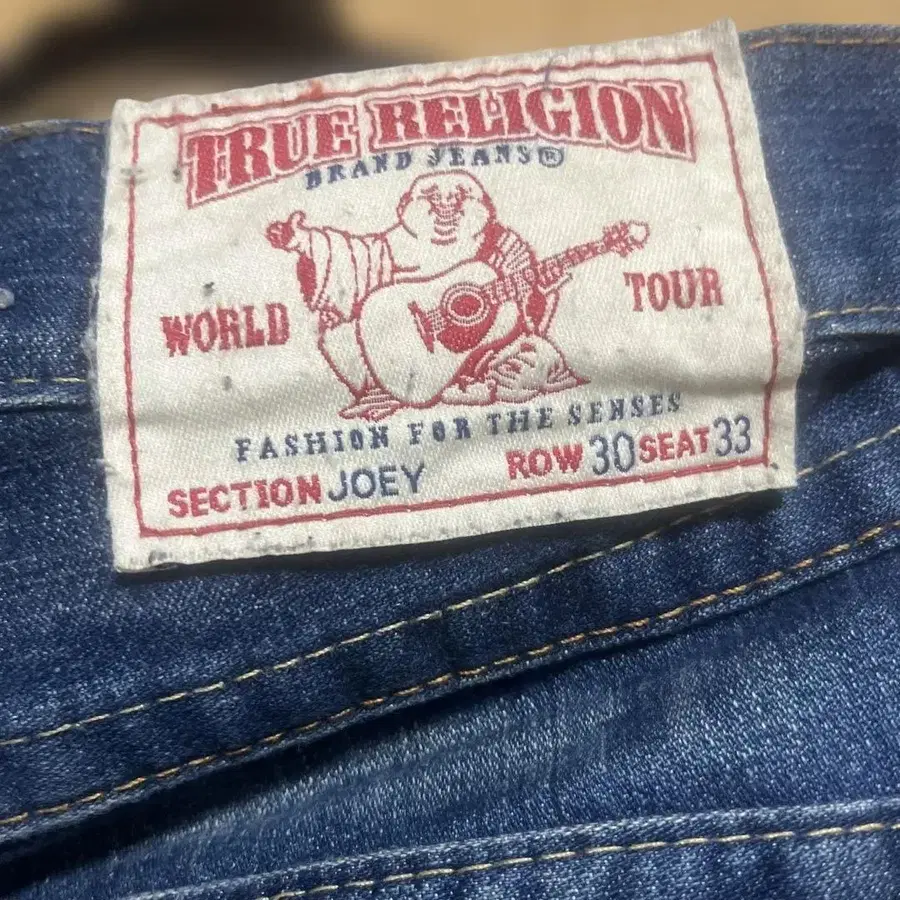 TRUE RELIGION
BRAND JEANS®
WORLD TOUR
FASHION FOR THE SENSES
SECTION JOEY ROW 30 SEAT 33